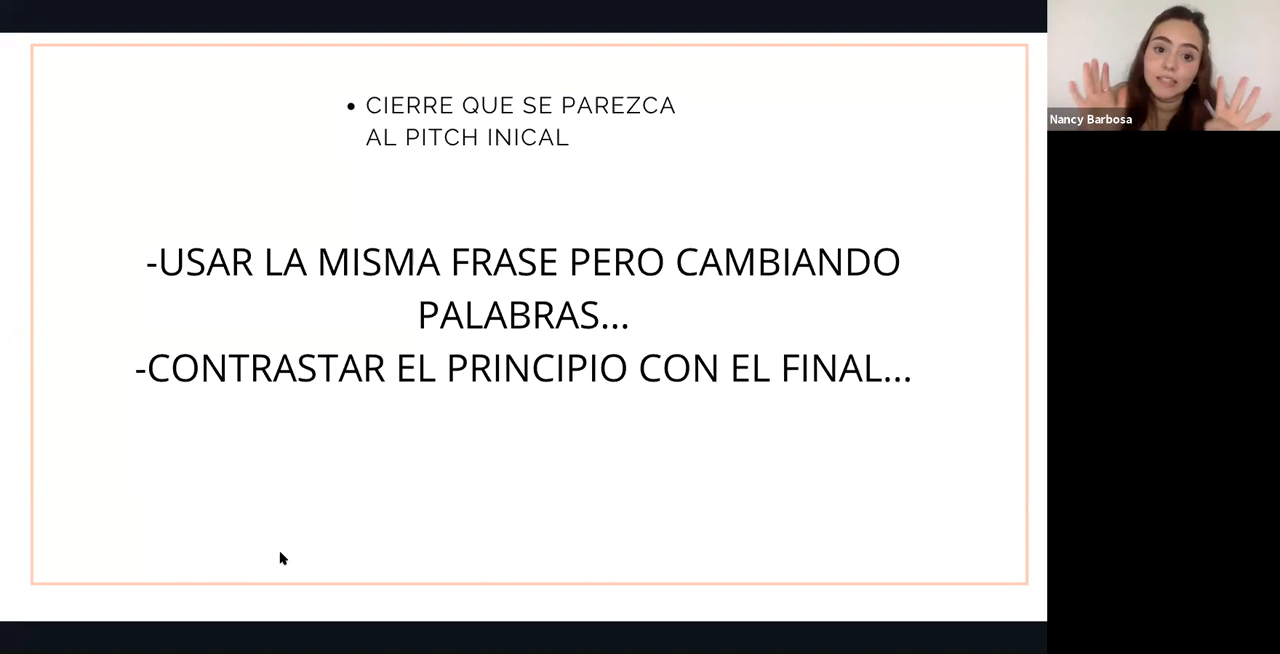 • CIERRE QUE SE PAREZCA
AL PITCH INICAL
-USAR LA MISMA FRASE PERO CAMBIANDO
PALABRAS...
-CONTRASTAR EL PRINCIPIO CON EL FINAL...
Nancy Barbosa